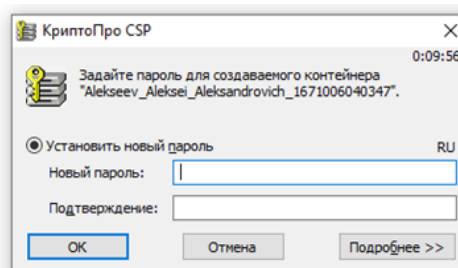 КриптоПро CSP
0:09:56
Задайте пароль для создаваемого контейнера
"Alekseev_Aleksei_Aleksandrovich_1671006040347".
Установить новый пароль RU
Новый пароль:
Подтверждение:
OK Отмена Подробнее >>